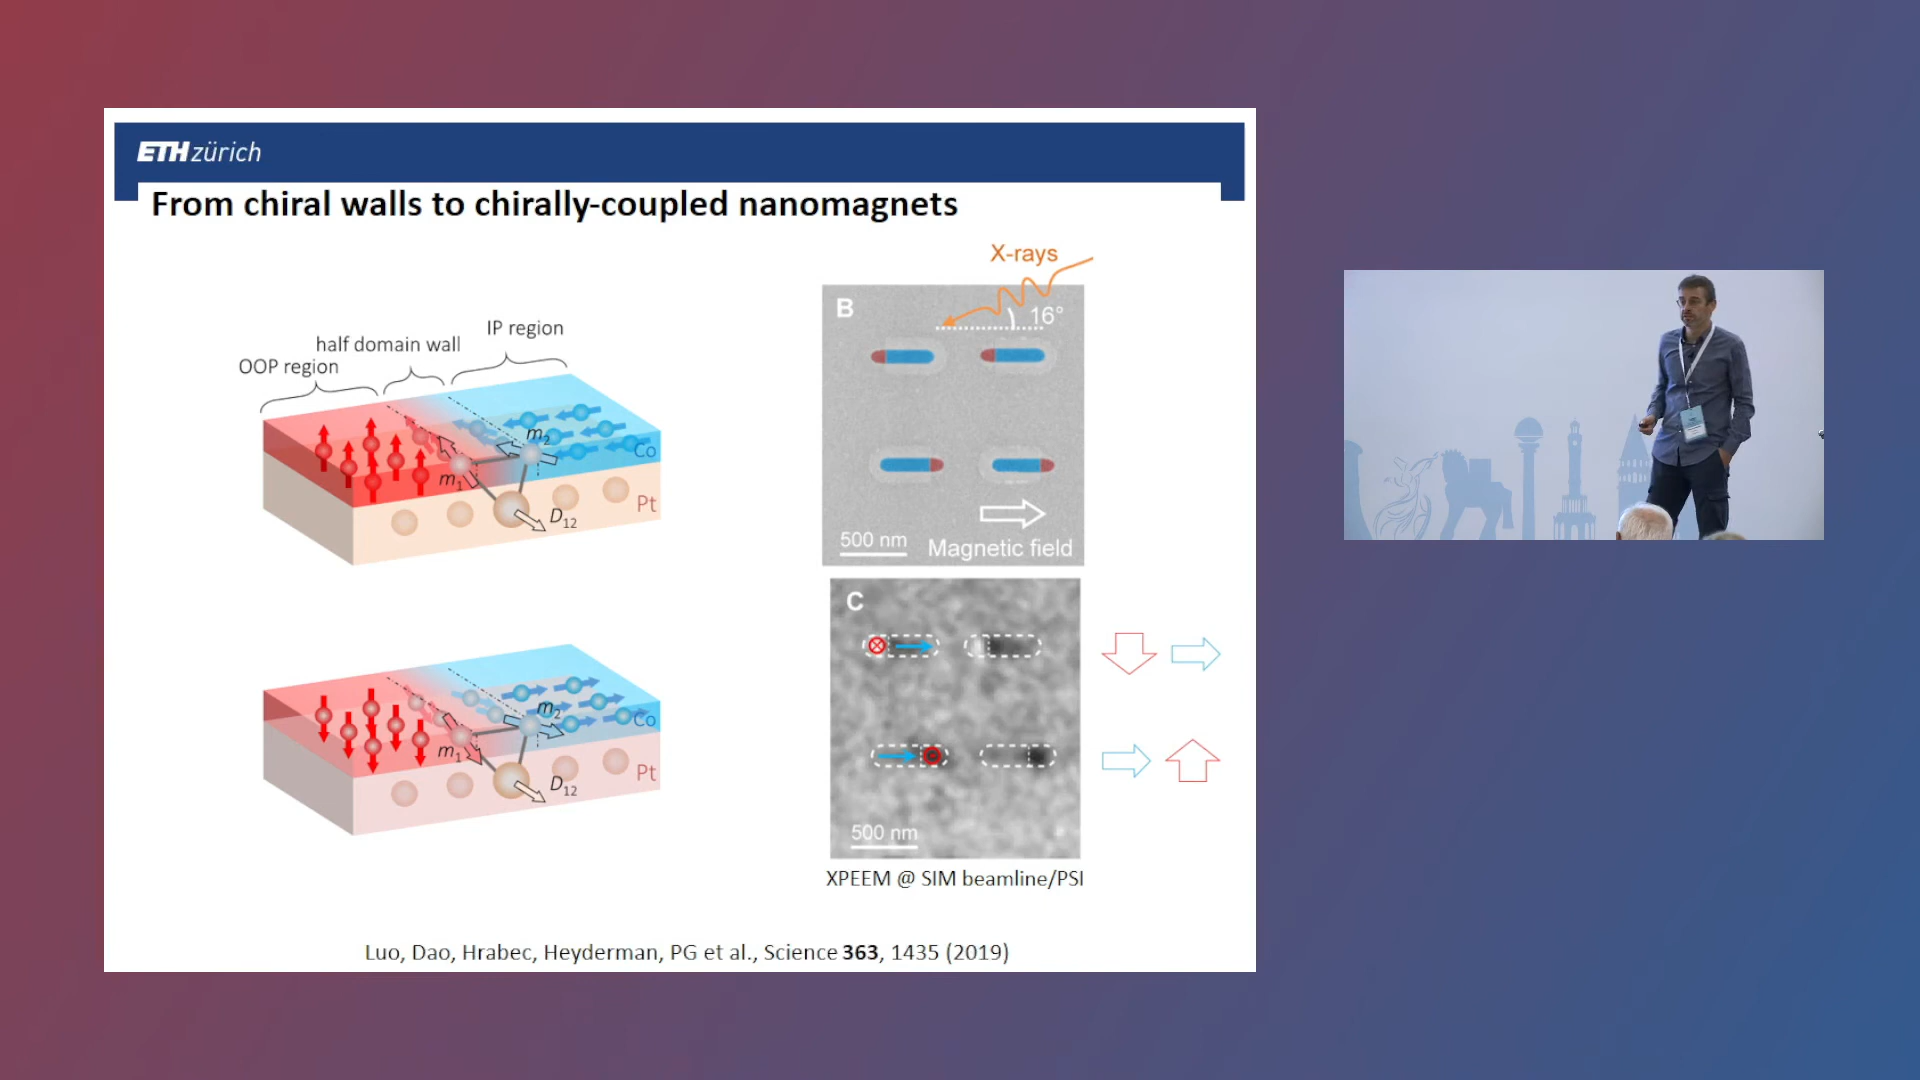 ETH zürich
From chiral walls to chirally-coupled nanomagnets
X-rays
B
16°
IP region
half domain wall
OOP region
m2
Co
m1
Pt
D12
500 nm
Magnetic field
C
m2
Co
m1
Pt
D12
500 nm
XPEEM @ SIM beamline/PSI
Luo, Dao, Hrabec, Heyderman, PG et al., Science 363, 1435 (2019)